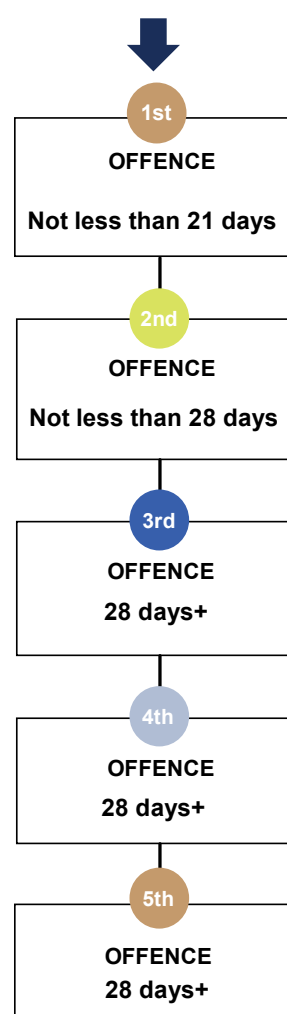 1st
OFFENCE
Not less than 21 days
2nd
OFFENCE
Not less than 28 days
3rd
OFFENCE
28 days+
4th
OFFENCE
28 days+
5th
OFFENCE
28 days+